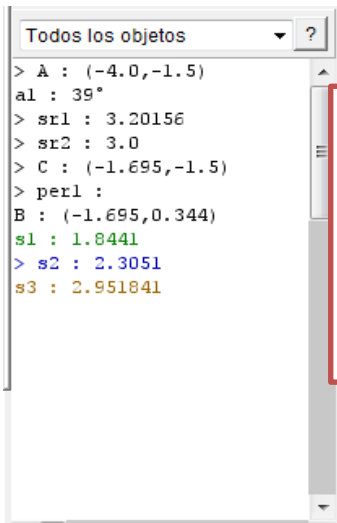 Todos los objetos
?
> A : (-4.0,-1.5)
a1 : 39°
> sr1 : 3.20156
> sr2 : 3.0
> C : (-1.695,-1.5)
> per1 :
B : (-1.695,0.344)
s1 : 1.8441
> s2 : 2.3051
s3 : 2.951841